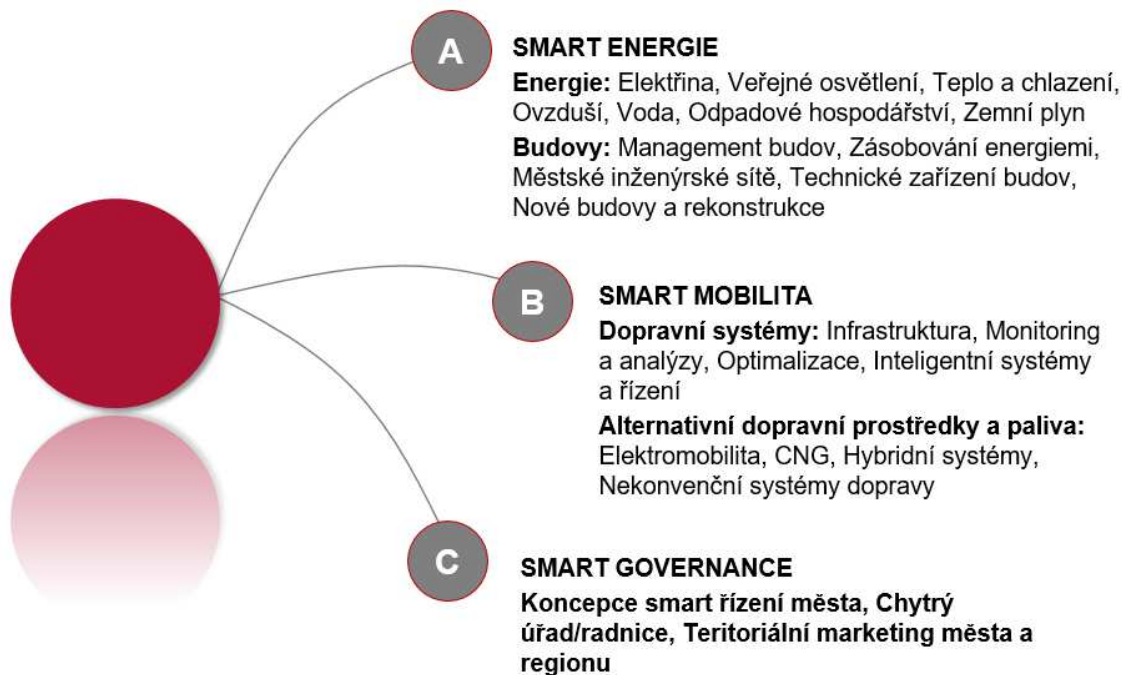 A
SMART ENERGIE
Energie: Elektřina, Veřejné osvětlení, Teplo a chlazení,
Ovzduší, Voda, Odpadové hospodářství, Zemní plyn
Budovy: Management budov, Zásobování energiemi,
Městské inženýrské sítě, Technické zařízení budov,
Nové budovy a rekonstrukce
B
SMART MOBILITA
Dopravní systémy: Infrastruktura, Monitoring
a analýzy, Optimalizace, Inteligentní systémy
a řízení
Alternativní dopravní prostředky a paliva:
Elektromobilita, CNG, Hybridní systémy,
Nekonvenční systémy dopravy
C
SMART GOVERNANCE
Koncepce smart řízení města, Chytrý
úřad/radnice, Teritoriální marketing města a
regionu